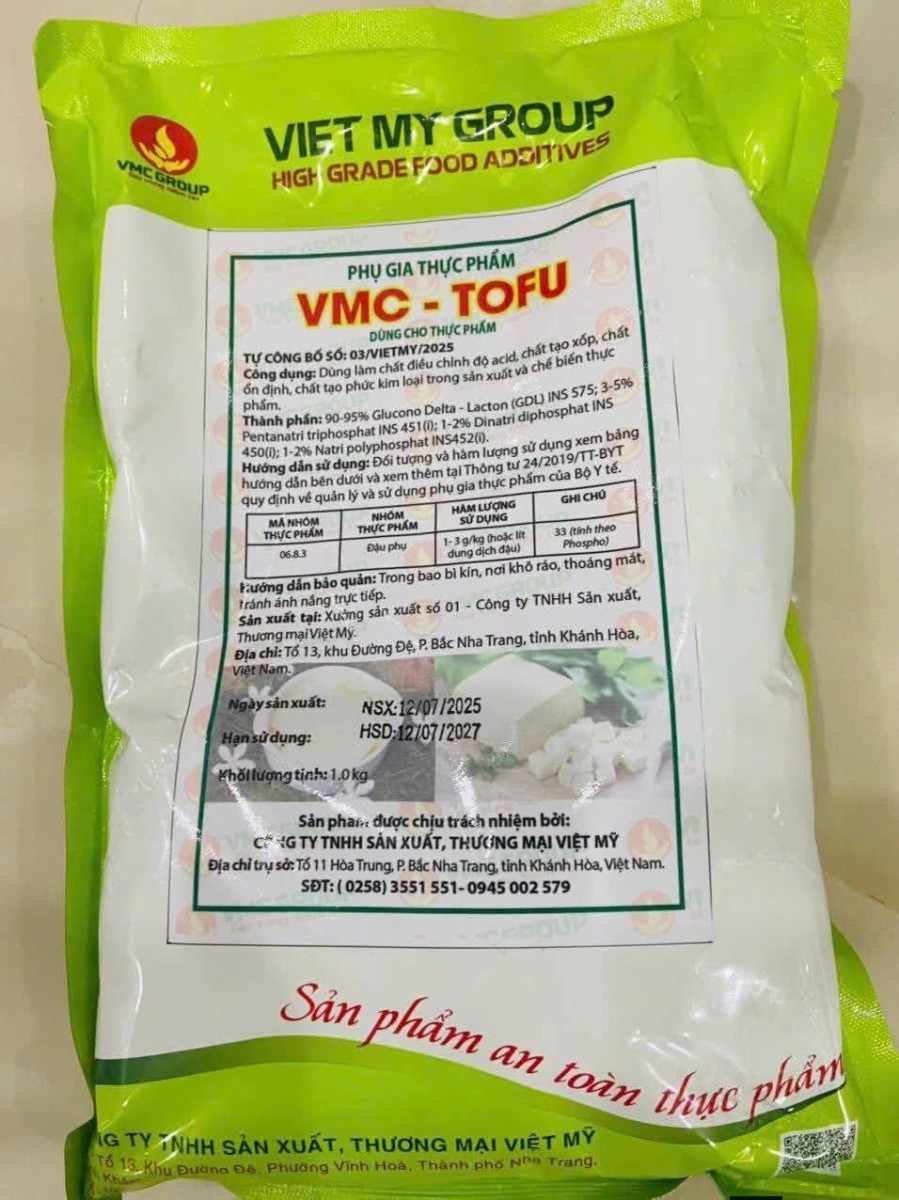 VIET MY GROUP
HIGH GRADE FOOD ADDITIVES
VMC GROUP
PHỤ GIA THỰC PHẨM
VMC - TOFU
DÙNG CHO THỰC PHẨM
TỰ CÔNG BỐ SỐ: 03/VIETMY/2025
Công dụng: Dùng làm chất điều chỉnh độ acid, chất tạo xốp, chất
ổn định, chất tạo phức kim loại trong sản xuất và chế biến thực
phẩm.
Thành phần: 90-95% Glucono Delta - Lacton (GDL) INS 575; 3-5%
Pentanatri triphosphat INS 451(i); 1-2% Dinatri diphosphat INS
450(i); 1-2% Natri polyphosphat INS452(i).
Hướng dẫn sử dụng: Đối tượng và hàm lượng sử dụng xem bảng
hướng dẫn bên dưới và xem thêm tại Thông tư 24/2019/TT-BYT
quy định về quản lý và sử dụng phụ gia thực phẩm của Bộ Y tế.
MÃ NHÓM THỰC PHẨM NHÓM THỰC PHẨM HÀM LƯỢNG SỬ DỤNG GHI CHÚ
06.8.3 Đậu phụ 1- 3 g/kg (hoặc lít dung dịch đậu) 33 (tính theo Phospho)
Hướng dẫn bảo quản: Trong bao bì kín, nơi khô ráo, thoáng mát,
tránh ánh nắng trực tiếp.
Sản xuất tại: Xưởng sản xuất số 01 - Công ty TNHH Sản xuất,
Thương mại Việt Mỹ.
Địa chỉ: Tổ 13, khu Đường Đệ, P. Bắc Nha Trang, tỉnh Khánh Hòa,
Việt Nam.
Ngày sản xuất: NSX:12/07/2025
Hạn sử dụng: HSD:12/07/2027
Khối lượng tịnh: 1.0 kg
Sản phẩm được chịu trách nhiệm bởi:
CÔNG TY TNHH SẢN XUẤT, THƯƠNG MẠI VIỆT MỸ
Địa chỉ trụ sở: Tổ 11 Hòa Trung, P. Bắc Nha Trang, tỉnh Khánh Hòa, Việt Nam.
SĐT: ( 0258) 3551 551- 0945 002 579
Sản phẩm an toàn thực phẩm
G TY TNHH SẢN XUẤT, THƯƠNG MẠI VIỆT MỸ
Tổ 13, Khu Đường Đệ, Phường Vĩnh Hoà, Thành phố Nha Trang,